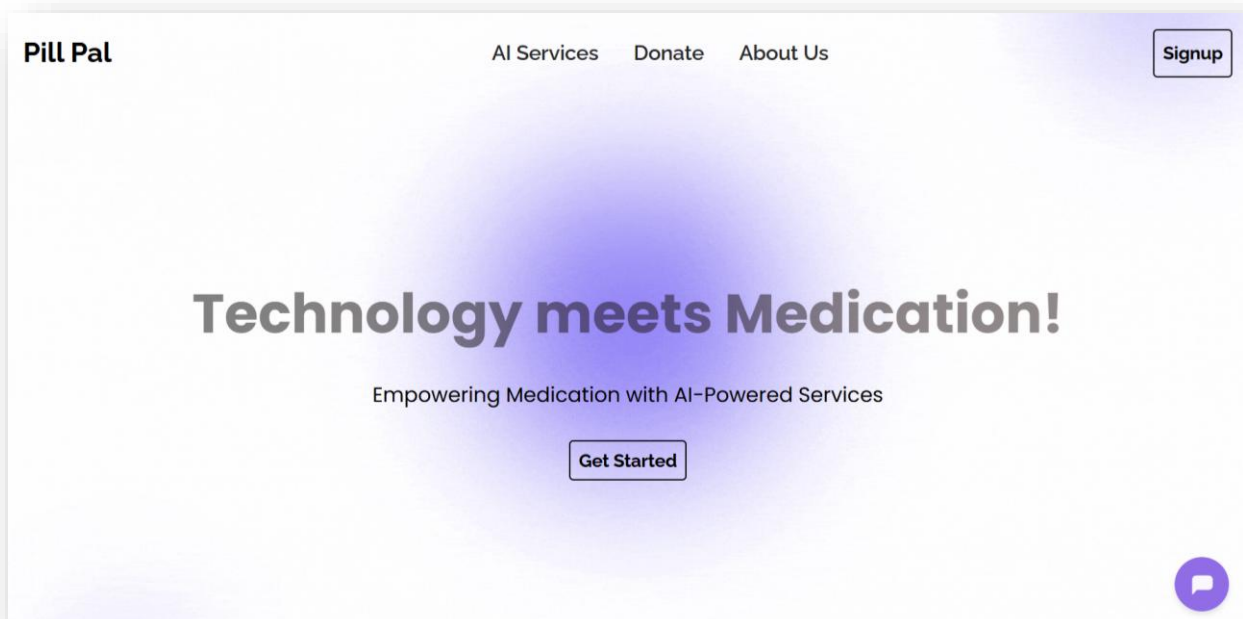 Pill Pal
AI Services Donate About Us
Signup
Technology meets Medication!
Empowering Medication with AI-Powered Services
Get Started